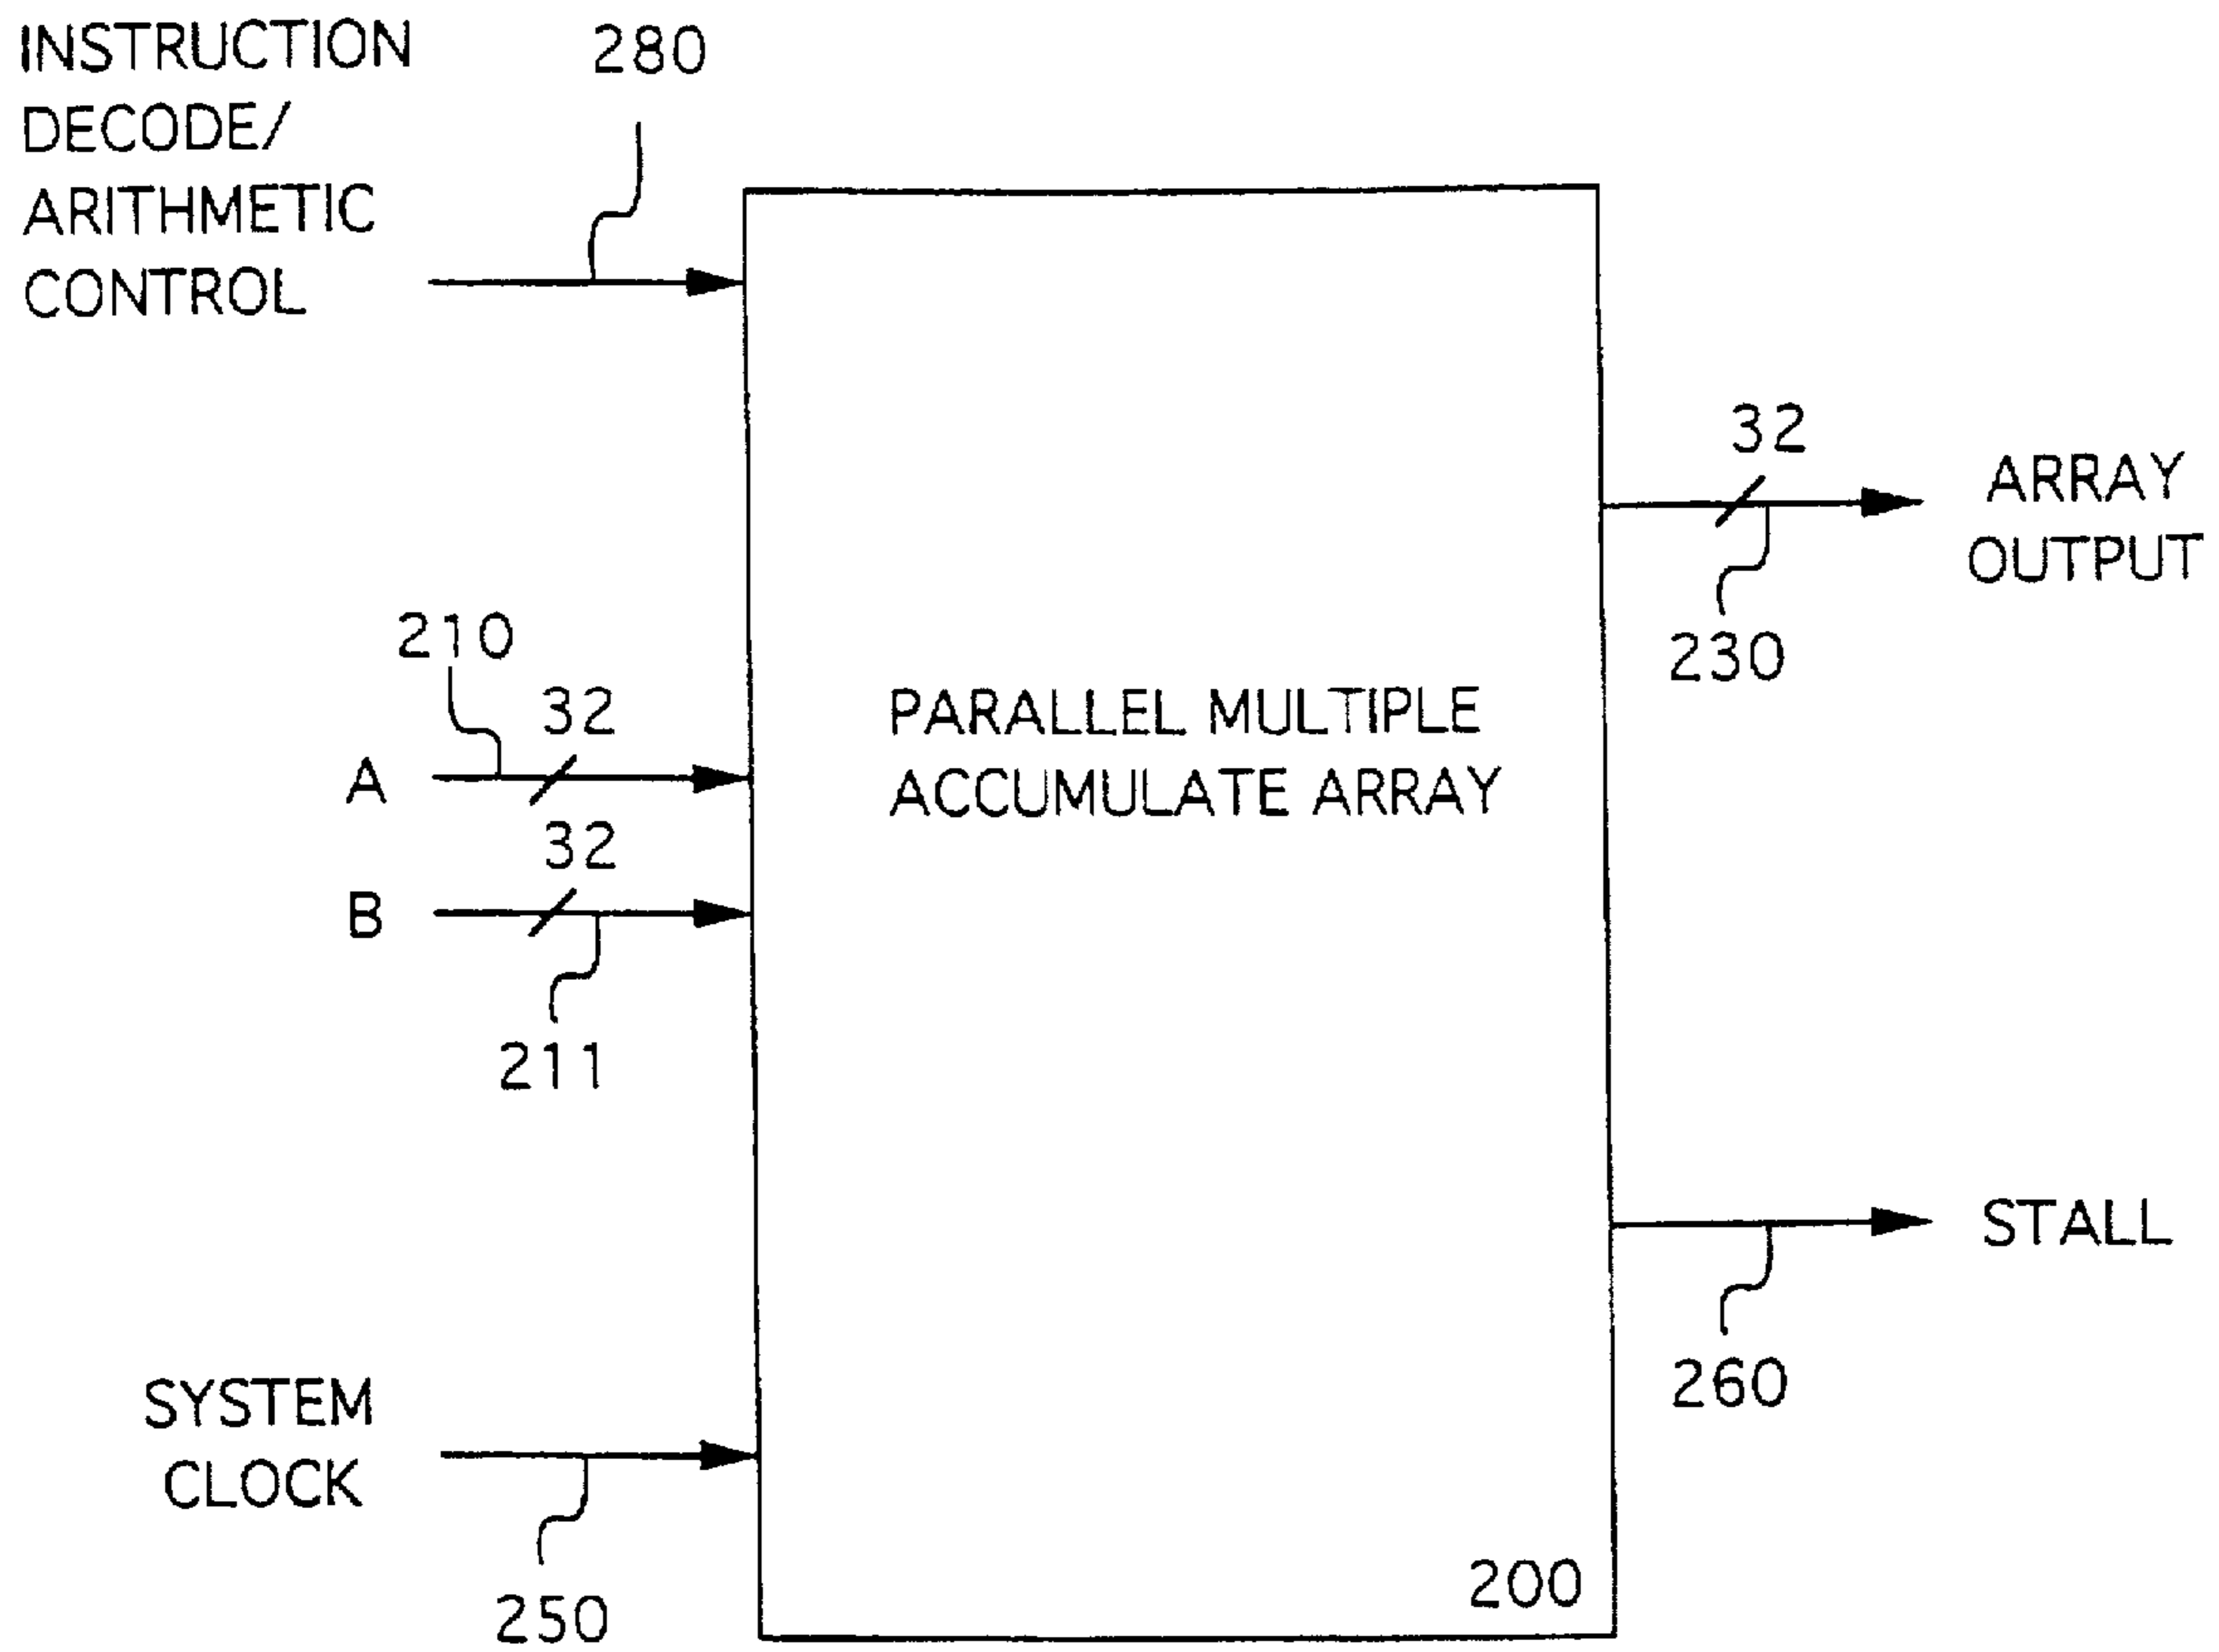 INSTRUCTION
DECODE/
ARITHMETIC
CONTROL
280
210
32
A
32
B
211
SYSTEM
CLOCK
250
PARALLEL MULTIPLE
ACCUMULATE ARRAY
200
32
ARRAY
OUTPUT
230
STALL
260